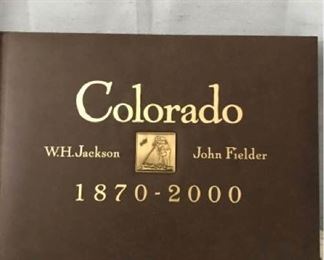 Colorado
W.H. Jackson John Fielder
1870-2000